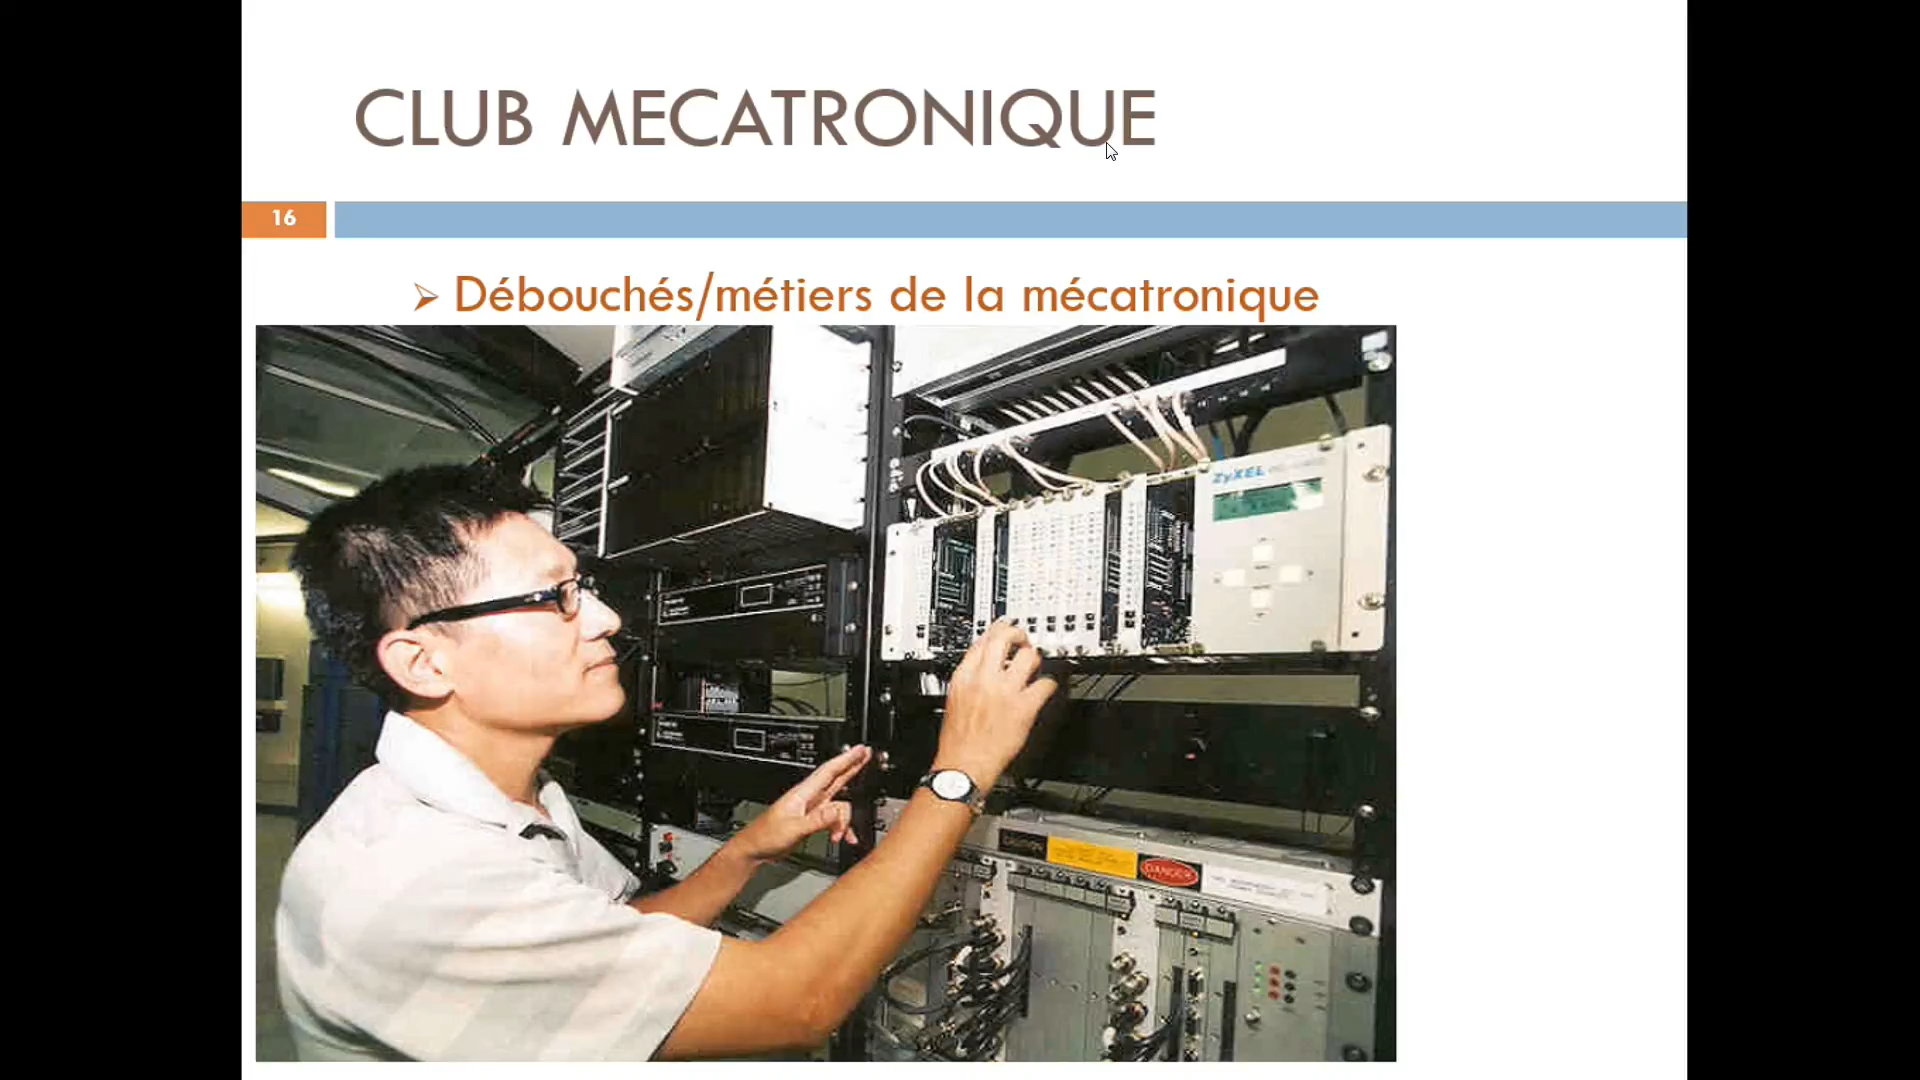 CLUB MECATRONIQUE
16
Débouchés/métiers de la mécatronique
ZyXEL
DANGER